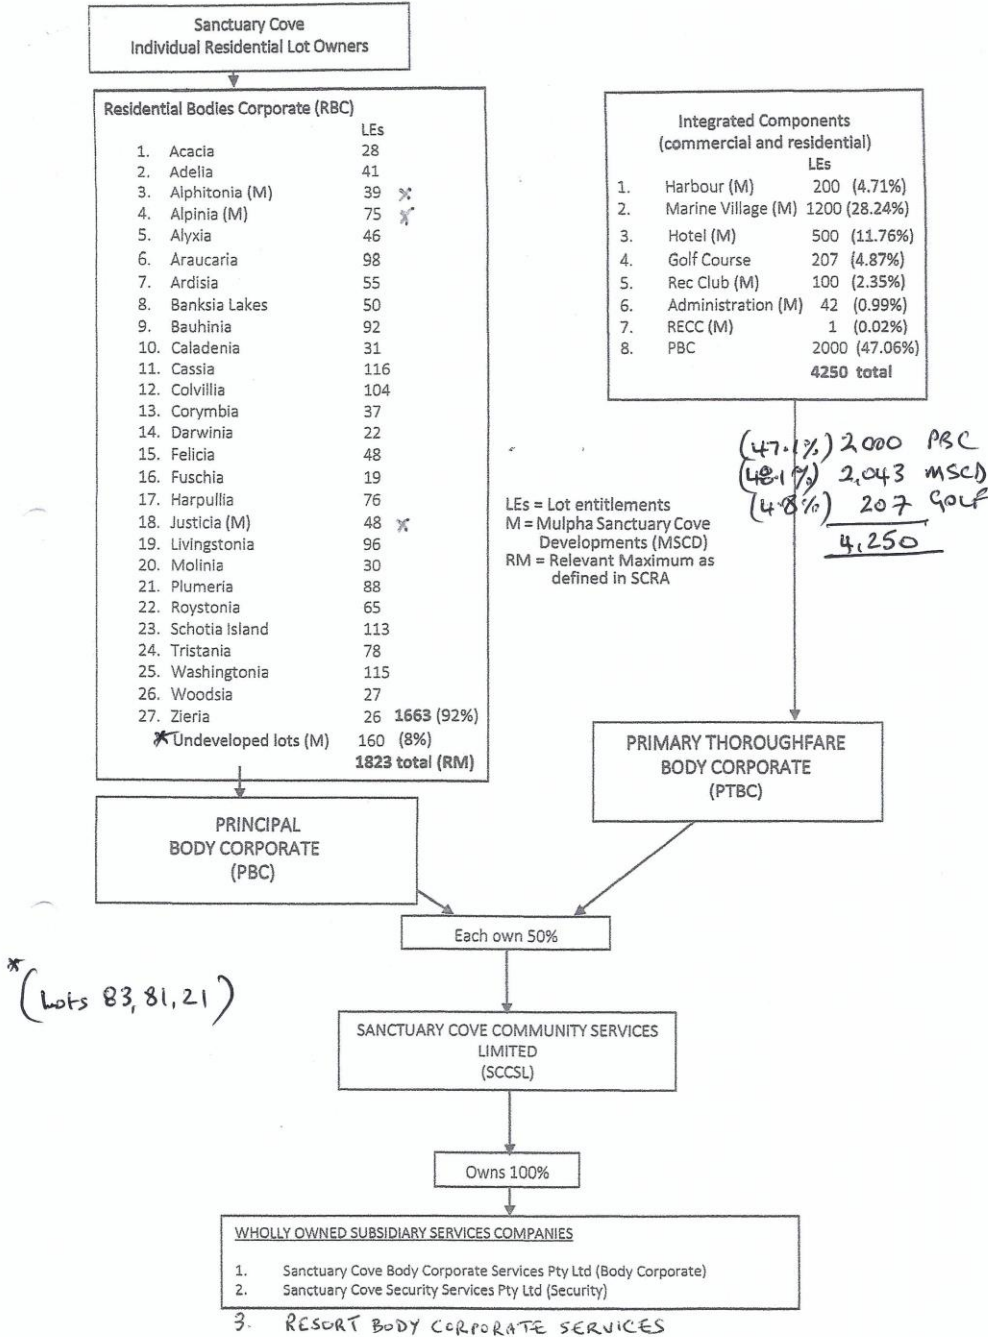 Sanctuary Cove
Individual Residential Lot Owners
Residential Bodies Corporate (RBC)
LEs
1. Acacia 28
2. Adelia 41
3. Alphitonia (M) 39 x
4. Alpinia (M) 75 x
5. Alyxia 46
6. Araucaria 98
7. Ardisia 55
8. Banksia Lakes 50
9. Bauhinia 92
10. Caladenia 31
11. Cassia 116
12. Colvillia 104
13. Corymbia 37
14. Darwinia 22
15. Felicia 48
16. Fuschia 19
17. Harpullia 76
18. Justicia (M) 48 x
19. Livingstonia 96
20. Molinia 30
21. Plumeria 88
22. Roystonia 65
23. Schotia Island 113
24. Tristania 78
25. Washingtonia 115
26. Woodsia 27
27. Zieria 26 1663 (92%)
* Undeveloped lots (M) 160 (8%)
1823 total (RM)
Integrated Components
(commercial and residential)
LEs
1. Harbour (M) 200 (4.71%)
2. Marine Village (M) 1200 (28.24%)
3. Hotel (M) 500 (11.76%)
4. Golf Course 207 (4.87%)
5. Rec Club (M) 100 (2.35%)
6. Administration (M) 42 (0.99%)
7. RECC (M) 1 (0.02%)
8. PBC 2000 (47.06%)
4250 total
(47.1%) 2000 PBC
(48.1%) 2,043 MSCD
(4.8%) 207 GOLF
4,250
LEs = Lot entitlements
M = Mulpha Sanctuary Cove
Developments (MSCD)
RM = Relevant Maximum as
defined in SCRA
PRINCIPAL
BODY CORPORATE
(PBC)
PRIMARY THOROUGHFARE
BODY CORPORATE
(PTBC)
Each own 50%
* (Lots 83, 81, 21)
SANCTUARY COVE COMMUNITY SERVICES
LIMITED
(SCCSL)
Owns 100%
WHOLLY OWNED SUBSIDIARY SERVICES COMPANIES
1. Sanctuary Cove Body Corporate Services Pty Ltd (Body Corporate)
2. Sanctuary Cove Security Services Pty Ltd (Security)
3. RESORT BODY CORPORATE SERVICES